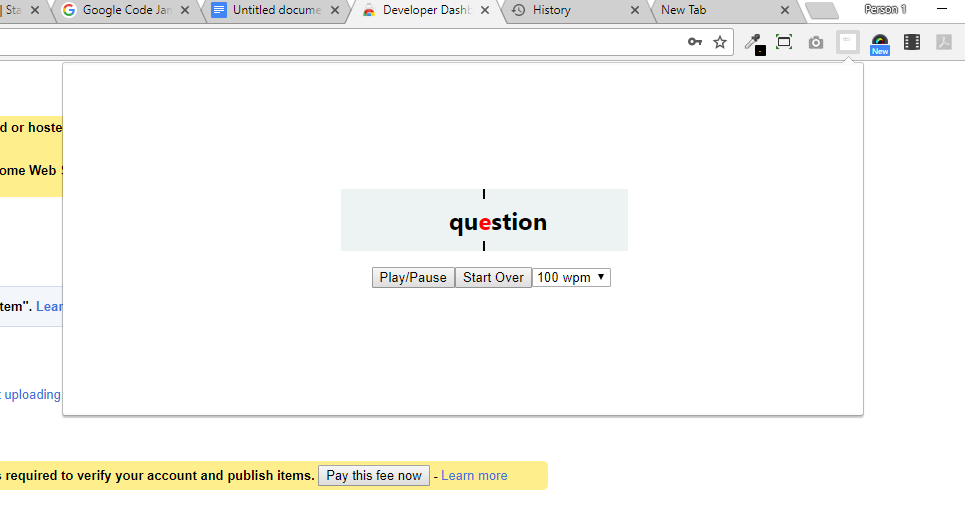 Sta
Google Code Jam
Untitled docume
Developer Dashb
History
New Tab
Person 1
New
d or hoste
ome Web S
question
Play/Pause
Start Over
100 wpm
tem". Lear
t uploading
s required to verify your account and publish items. Pay this fee now - Learn more